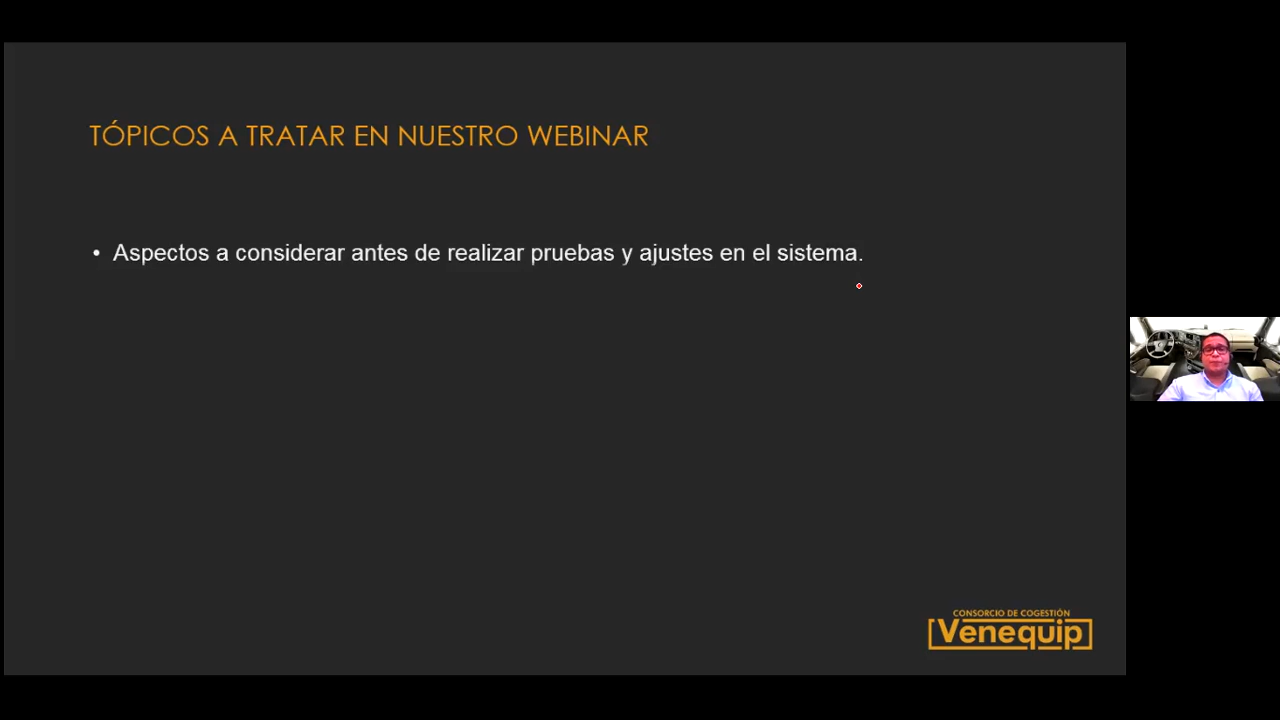 TÓPICOS A TRATAR EN NUESTRO WEBINAR
• Aspectos a considerar antes de realizar pruebas y ajustes en el sistema.
CONSORCIO DE COGESTIÓN
Venequip